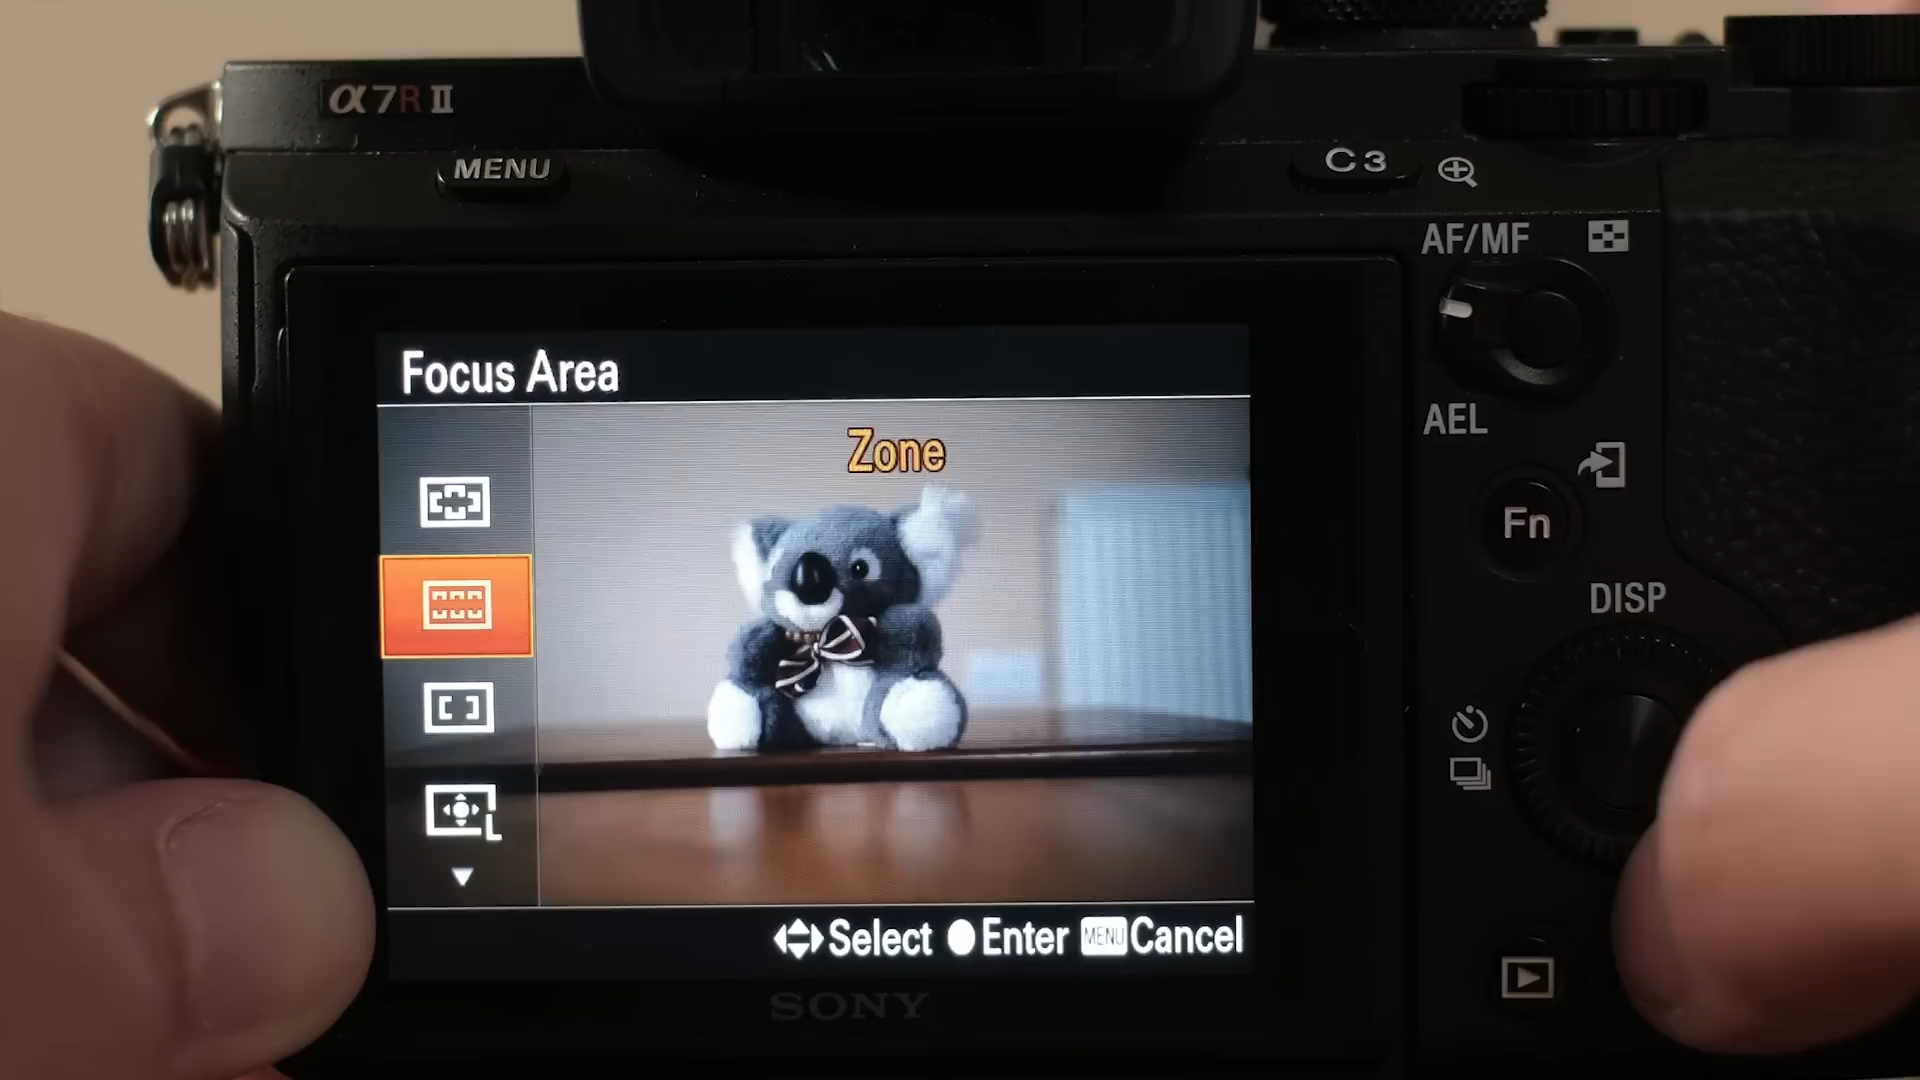 α7RII
MENU
C3
AF/MF
Focus Area
AEL
Zone
Fn
DISP
L
Select Enter MENU Cancel
SONY